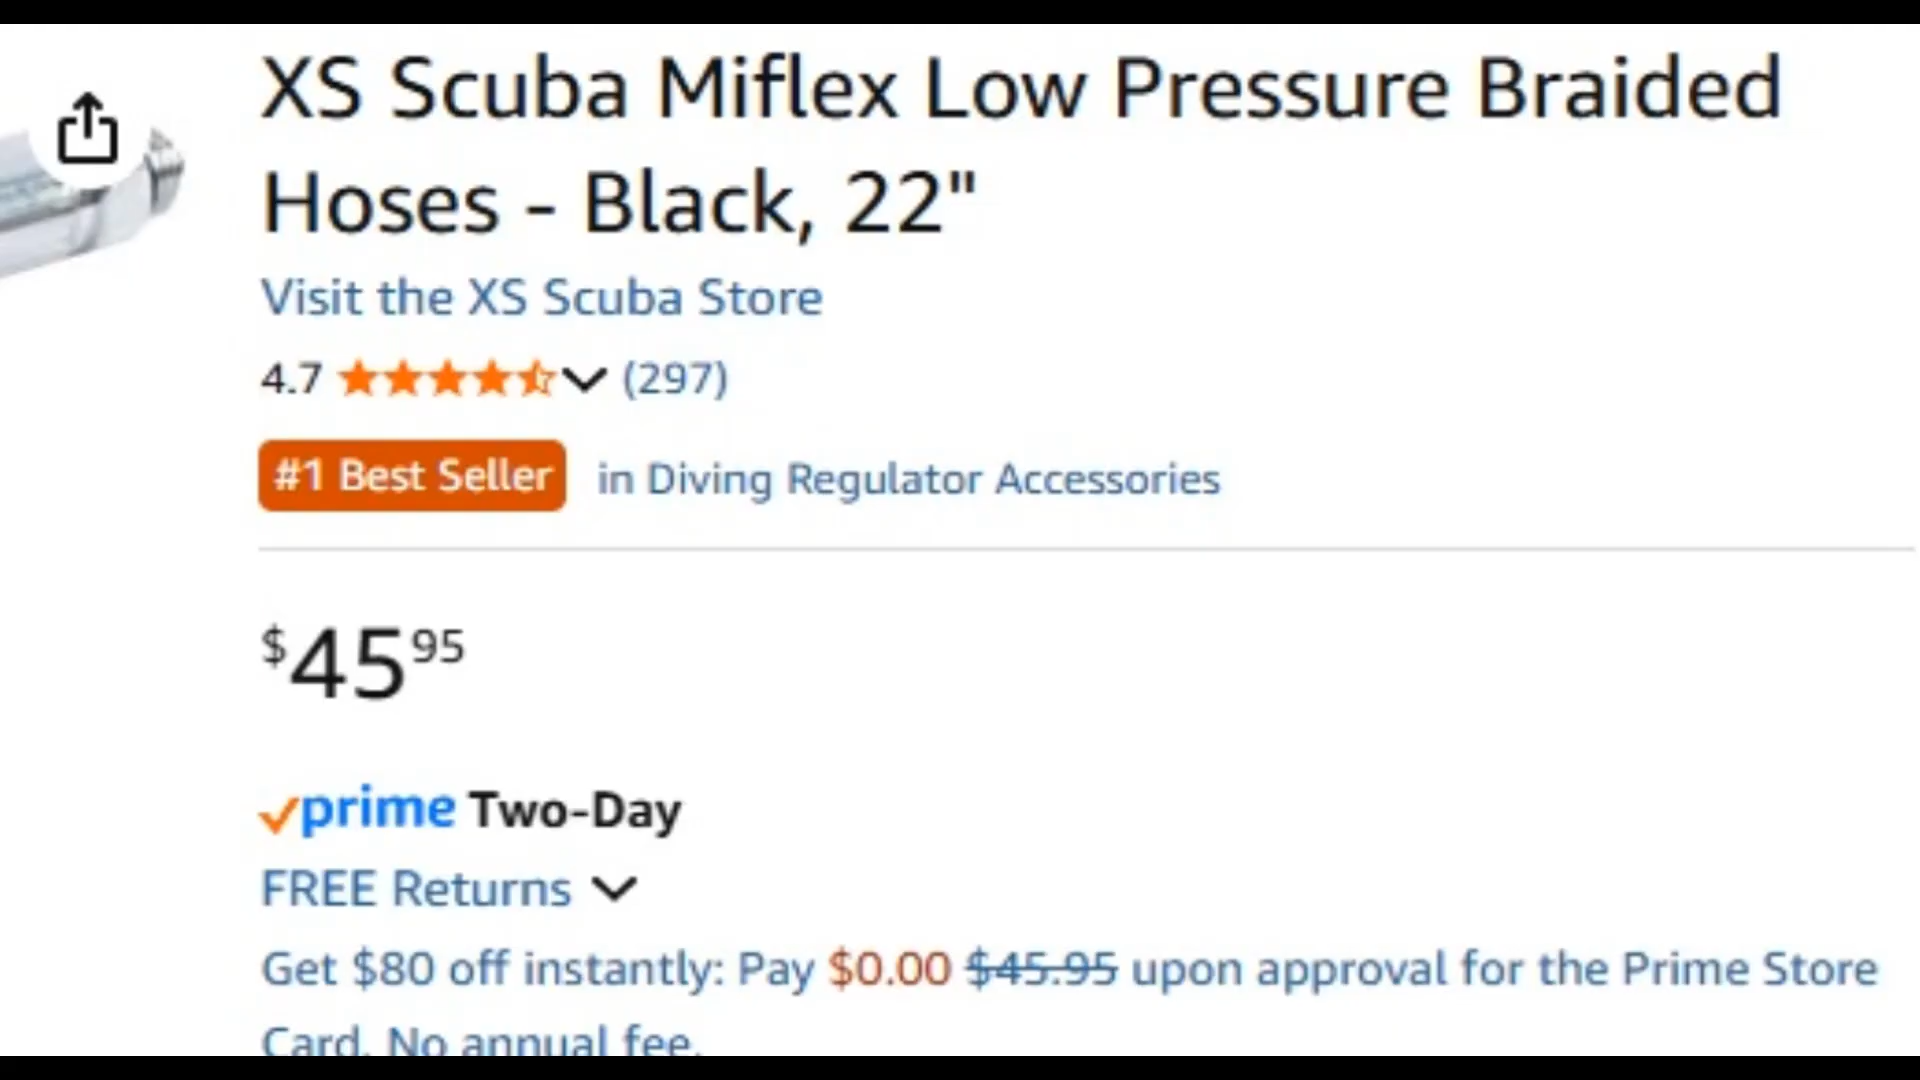 XS Scuba Miflex Low Pressure Braided
Hoses - Black, 22"
Visit the XS Scuba Store
4.7 (297)
#1 Best Seller in Diving Regulator Accessories
$45.95
prime Two-Day
FREE Returns
Get $80 off instantly: Pay $0.00 $45.95 upon approval for the Prime Store
Card. No annual fee.